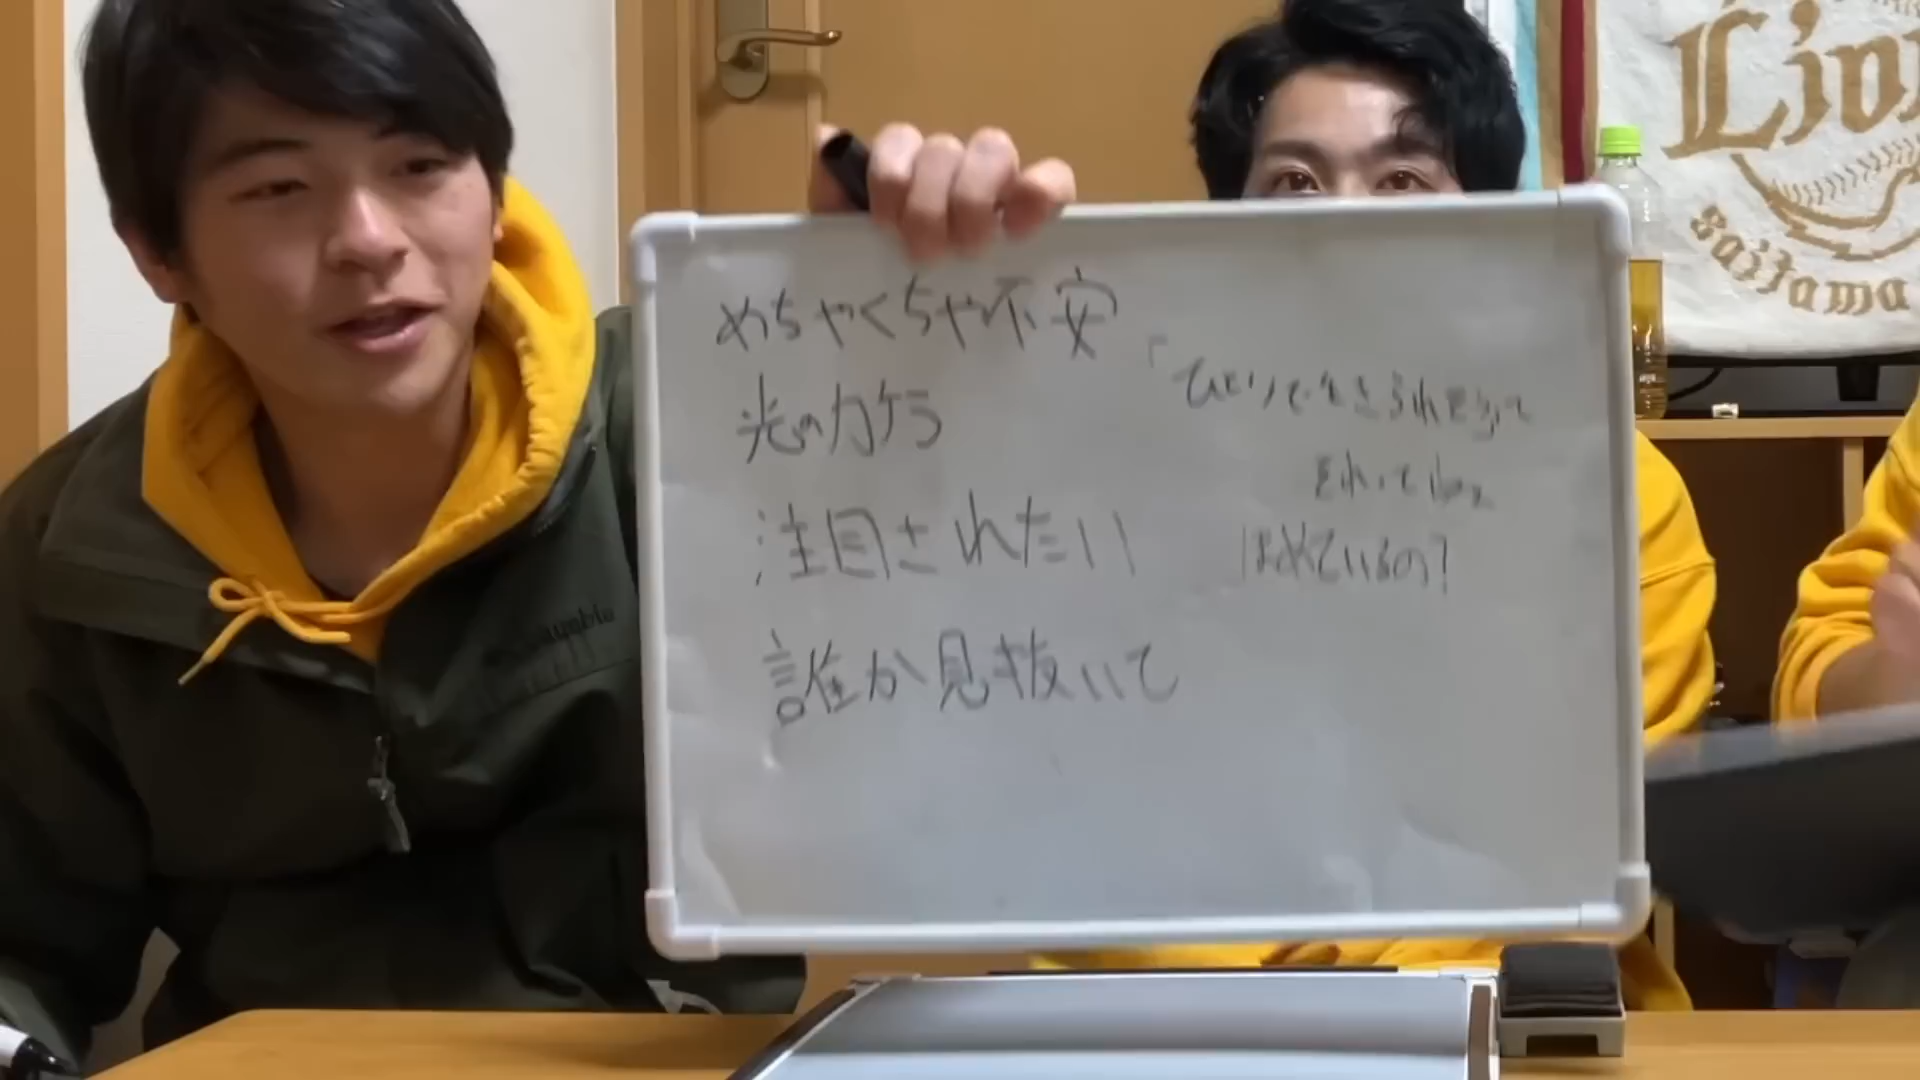 めちゃくちゃ不安
光のカケラ
注目されたい
誰か見抜いて
「ひとりで生きられそうって
それってねえ
ほめているの?
Lion
Saitama